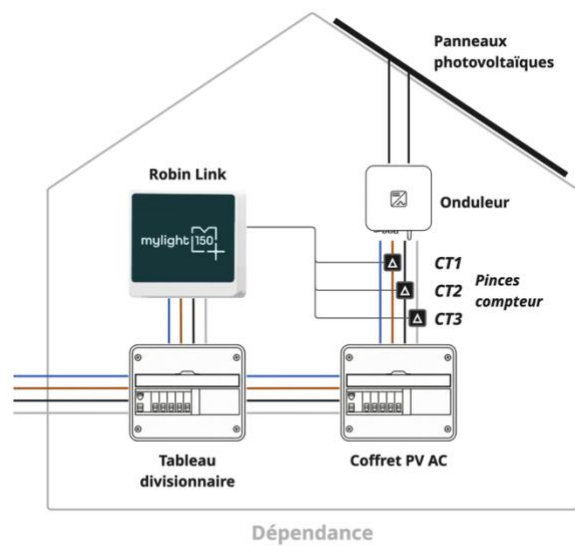 Panneaux
photovoltaïques
Robin Link
mylight 150
Onduleur
CT1
CT2
CT3
Pinces
compteur
Tableau
divisionnaire
Coffret PV AC
Dépendance